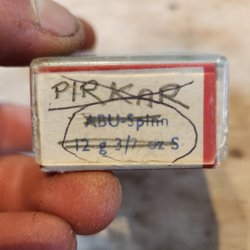 PIRKAR
ABU-Spinn
12 g 3/7 oz S